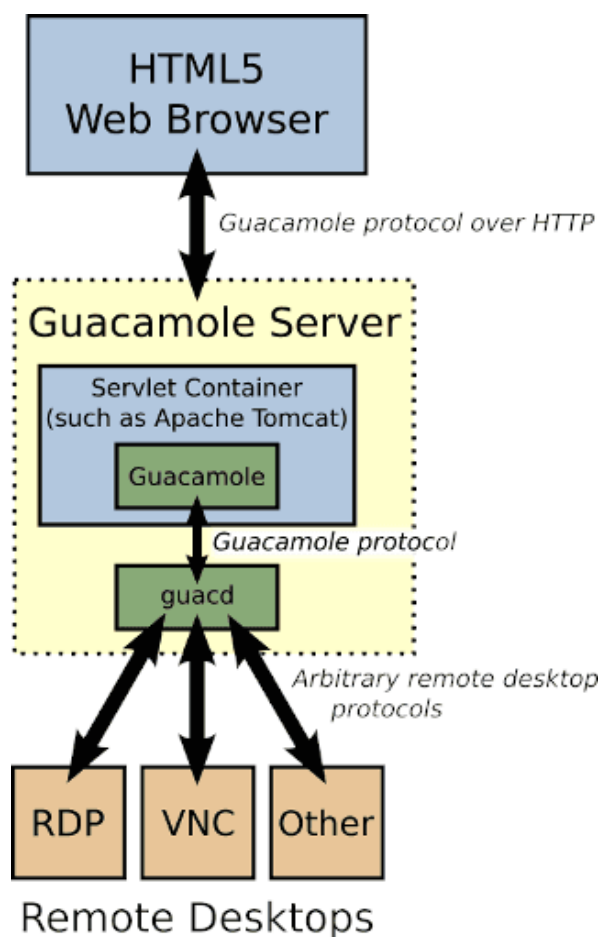 HTML5
Web Browser
Guacamole protocol over HTTP
Guacamole Server
Servlet Container
(such as Apache Tomcat)
Guacamole
Guacamole protocol
guacd
Arbitrary remote desktop
protocols
RDP
VNC
Other
Remote Desktops